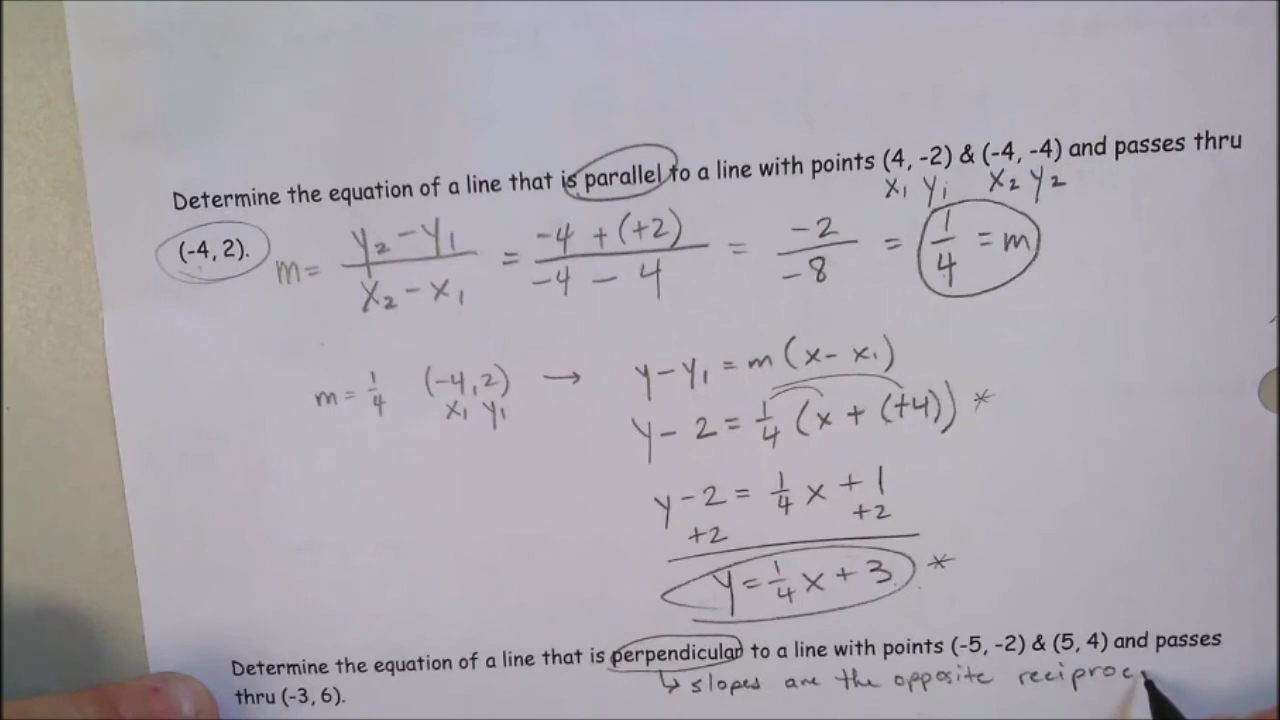 Determine the equation of a line that is parallel to a line with points (4, -2) & (-4, -4) and passes thru
x₁ y₁ x₂ y₂
(-4, 2).
m = (y₂ - y₁)/(x₂ - x₁) = (-4 + (+2))/(-4 - 4) = -2/-8 = 1/4 = m
m = 1/4 (-4, 2) → y - y₁ = m(x - x₁)
x₁ y₁
y - 2 = 1/4 (x + (+4)) *
y - 2 = 1/4 x + 1
+2 +2
y = 1/4 x + 3 *
Determine the equation of a line that is perpendicular to a line with points (-5, -2) & (5, 4) and passes
↳ slopes are the opposite reciproc
thru (-3, 6).